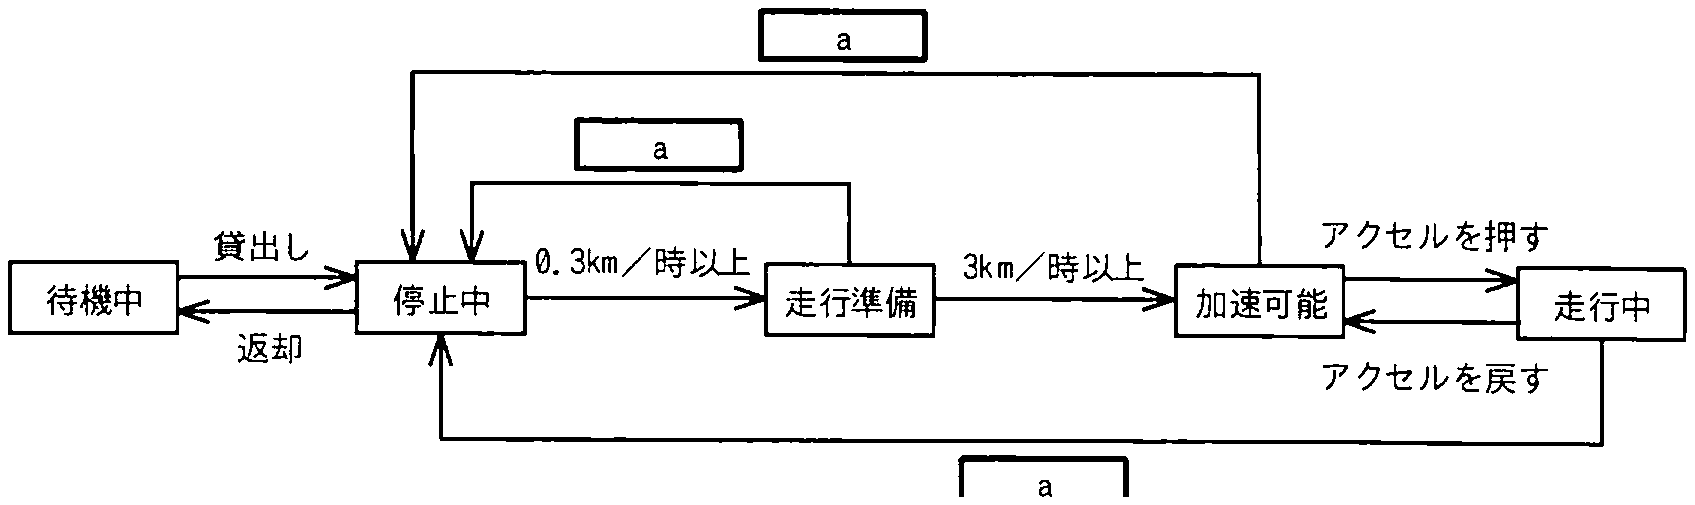 a
a
貸出し
0.3km／時以上
3km／時以上
アクセルを押す
待機中
停止中
走行準備
加速可能
走行中
返却
アクセルを戻す
a